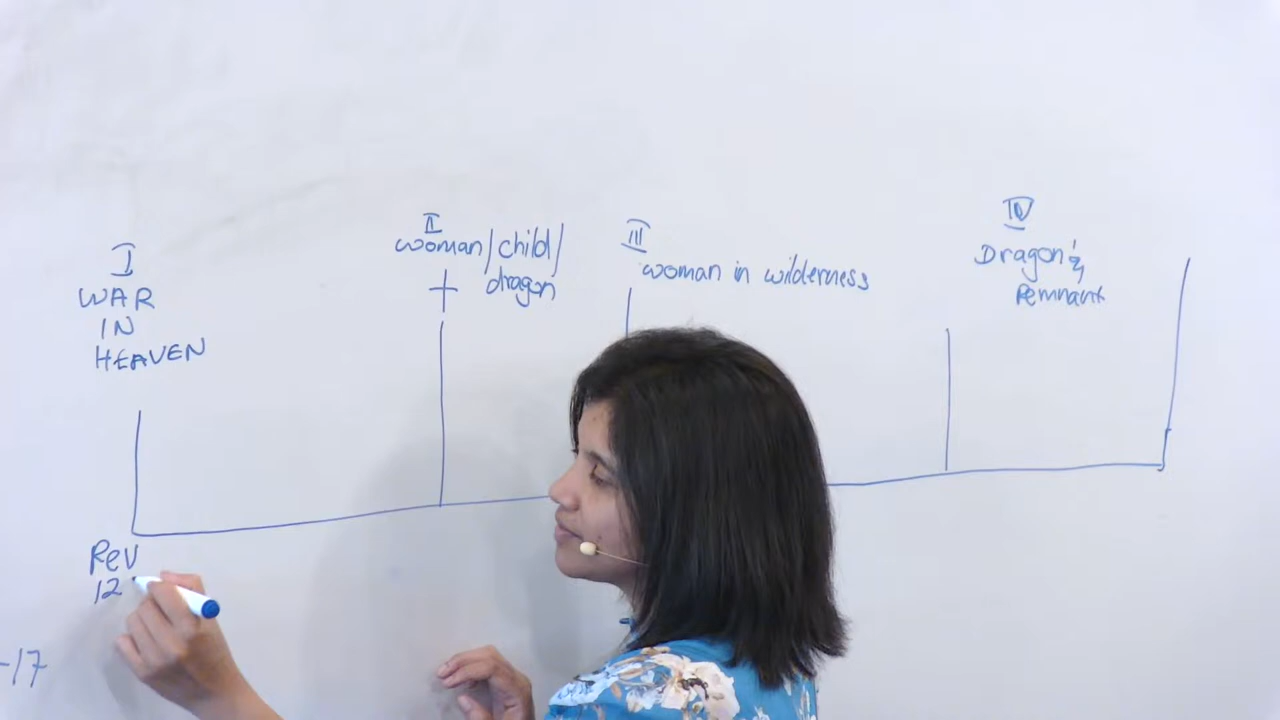 I
WAR
IN
HEAVEN
II
woman/child/
dragon
III
woman in wilderness
IV
Dragon &
Remnant
Rev
12
-17